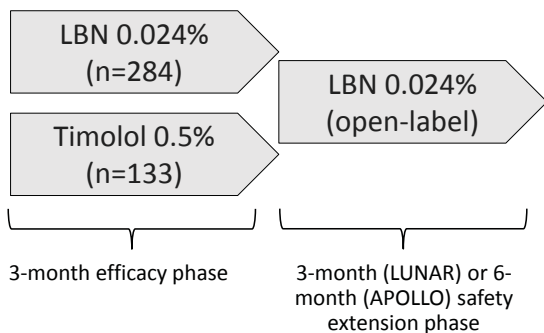 LBN 0.024%
(n=284)
Timolol 0.5%
(n=133)
LBN 0.024%
(open-label)
3-month efficacy phase
3-month (LUNAR) or 6-
month (APOLLO) safety
extension phase